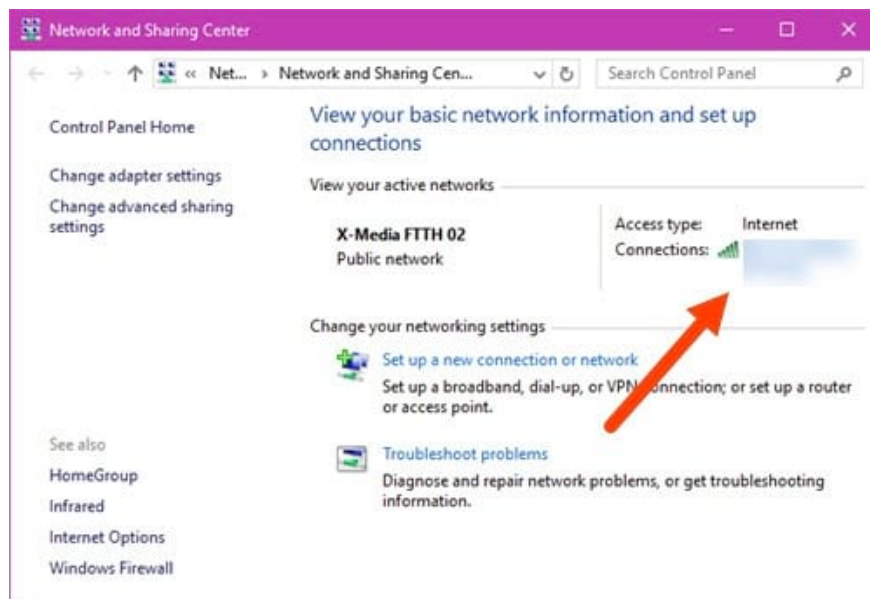 Network and Sharing Center
« Net... › Network and Sharing Cen...
Search Control Panel
Control Panel Home
Change adapter settings
Change advanced sharing
settings
See also
HomeGroup
Infrared
Internet Options
Windows Firewall
View your basic network information and set up
connections
View your active networks
X-Media FTTH 02
Public network
Access type: Internet
Connections:
Change your networking settings
Set up a new connection or network
Set up a broadband, dial-up, or VPN connection; or set up a router
or access point.
Troubleshoot problems
Diagnose and repair network problems, or get troubleshooting
information.